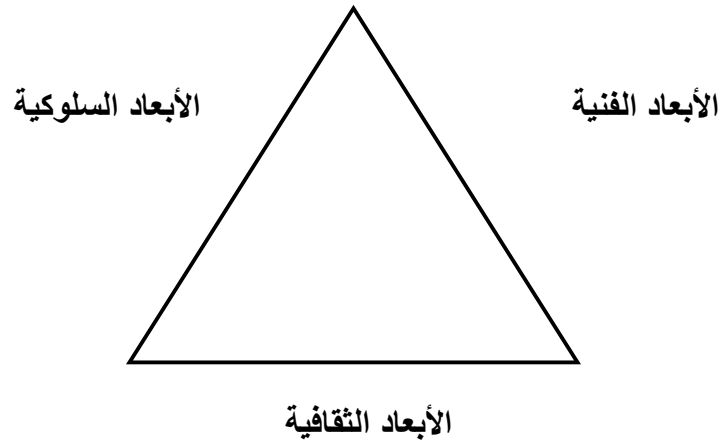 الأبعاد الفنية
الأبعاد السلوكية
الأبعاد الثقافية